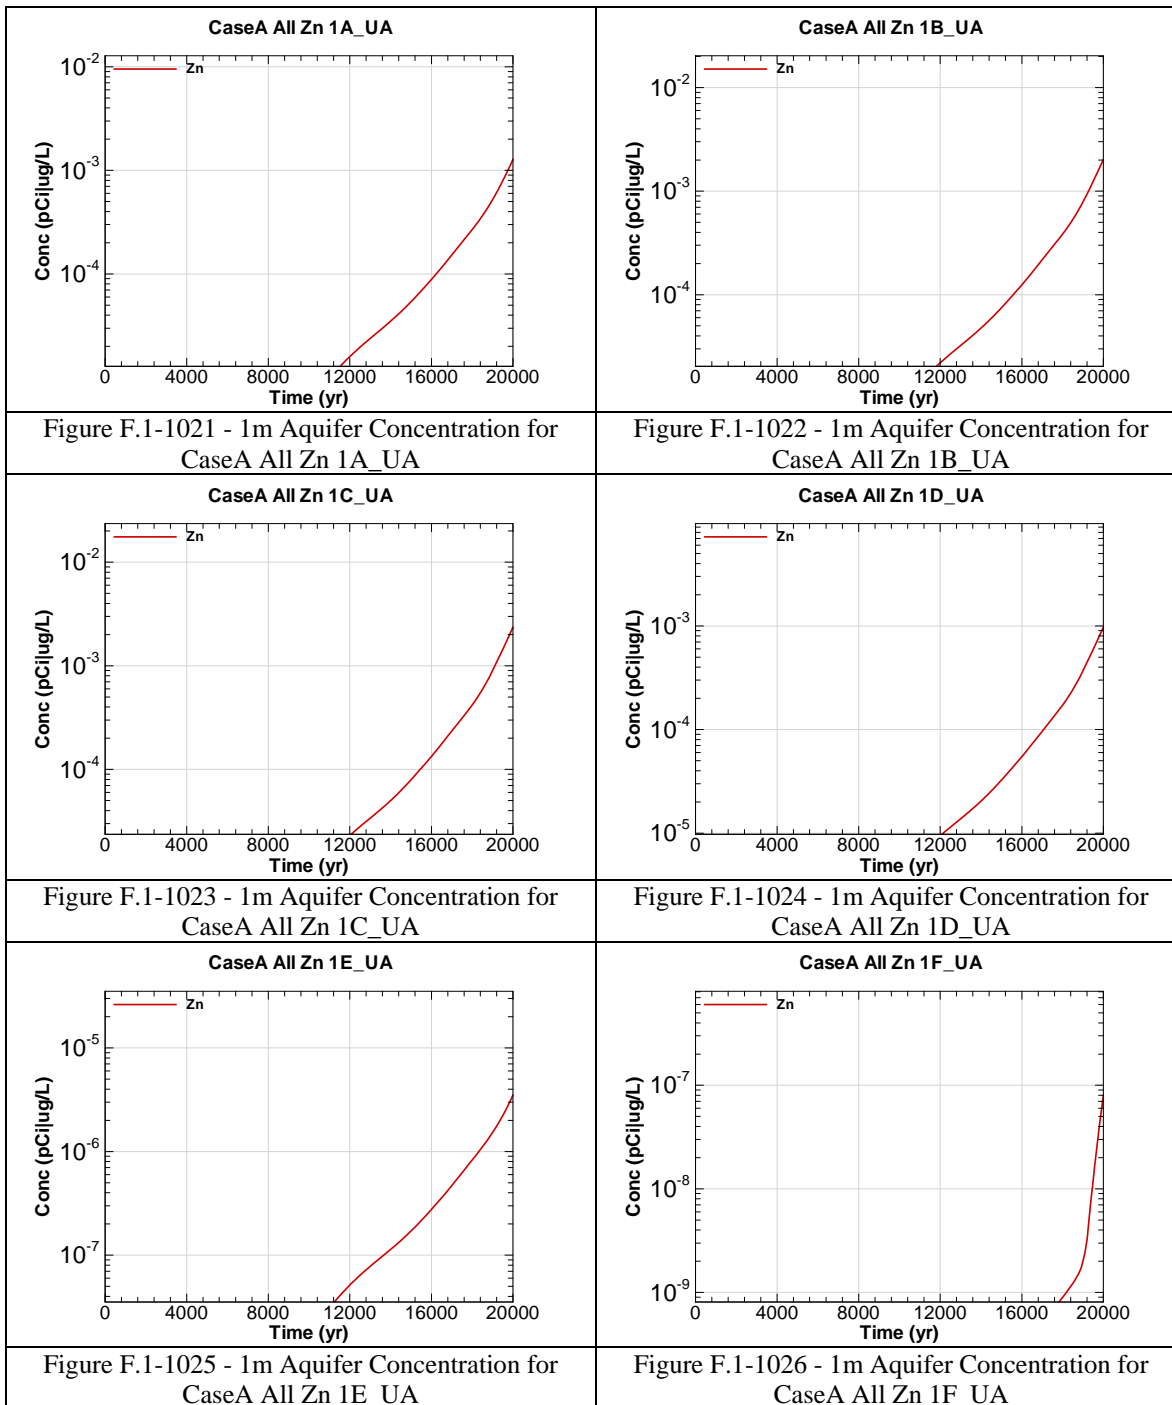 CaseA All Zn 1A_UA
Zn
10-2
10-3
10-4
Conc (pCi|ug/L)
0 4000 8000 12000 16000 20000
Time (yr)
Figure F.1-1021 - 1m Aquifer Concentration for
CaseA All Zn 1A_UA
CaseA All Zn 1B_UA
Zn
10-2
10-3
10-4
Conc (pCi|ug/L)
0 4000 8000 12000 16000 20000
Time (yr)
Figure F.1-1022 - 1m Aquifer Concentration for
CaseA All Zn 1B_UA
CaseA All Zn 1C_UA
Zn
10-2
10-3
10-4
Conc (pCi|ug/L)
0 4000 8000 12000 16000 20000
Time (yr)
Figure F.1-1023 - 1m Aquifer Concentration for
CaseA All Zn 1C_UA
CaseA All Zn 1D_UA
Zn
10-3
10-4
10-5
Conc (pCi|ug/L)
0 4000 8000 12000 16000 20000
Time (yr)
Figure F.1-1024 - 1m Aquifer Concentration for
CaseA All Zn 1D_UA
CaseA All Zn 1E_UA
Zn
10-5
10-6
10-7
Conc (pCi|ug/L)
0 4000 8000 12000 16000 20000
Time (yr)
Figure F.1-1025 - 1m Aquifer Concentration for
CaseA All Zn 1E_UA
CaseA All Zn 1F_UA
Zn
10-7
10-8
10-9
Conc (pCi|ug/L)
0 4000 8000 12000 16000 20000
Time (yr)
Figure F.1-1026 - 1m Aquifer Concentration for
CaseA All Zn 1F_UA